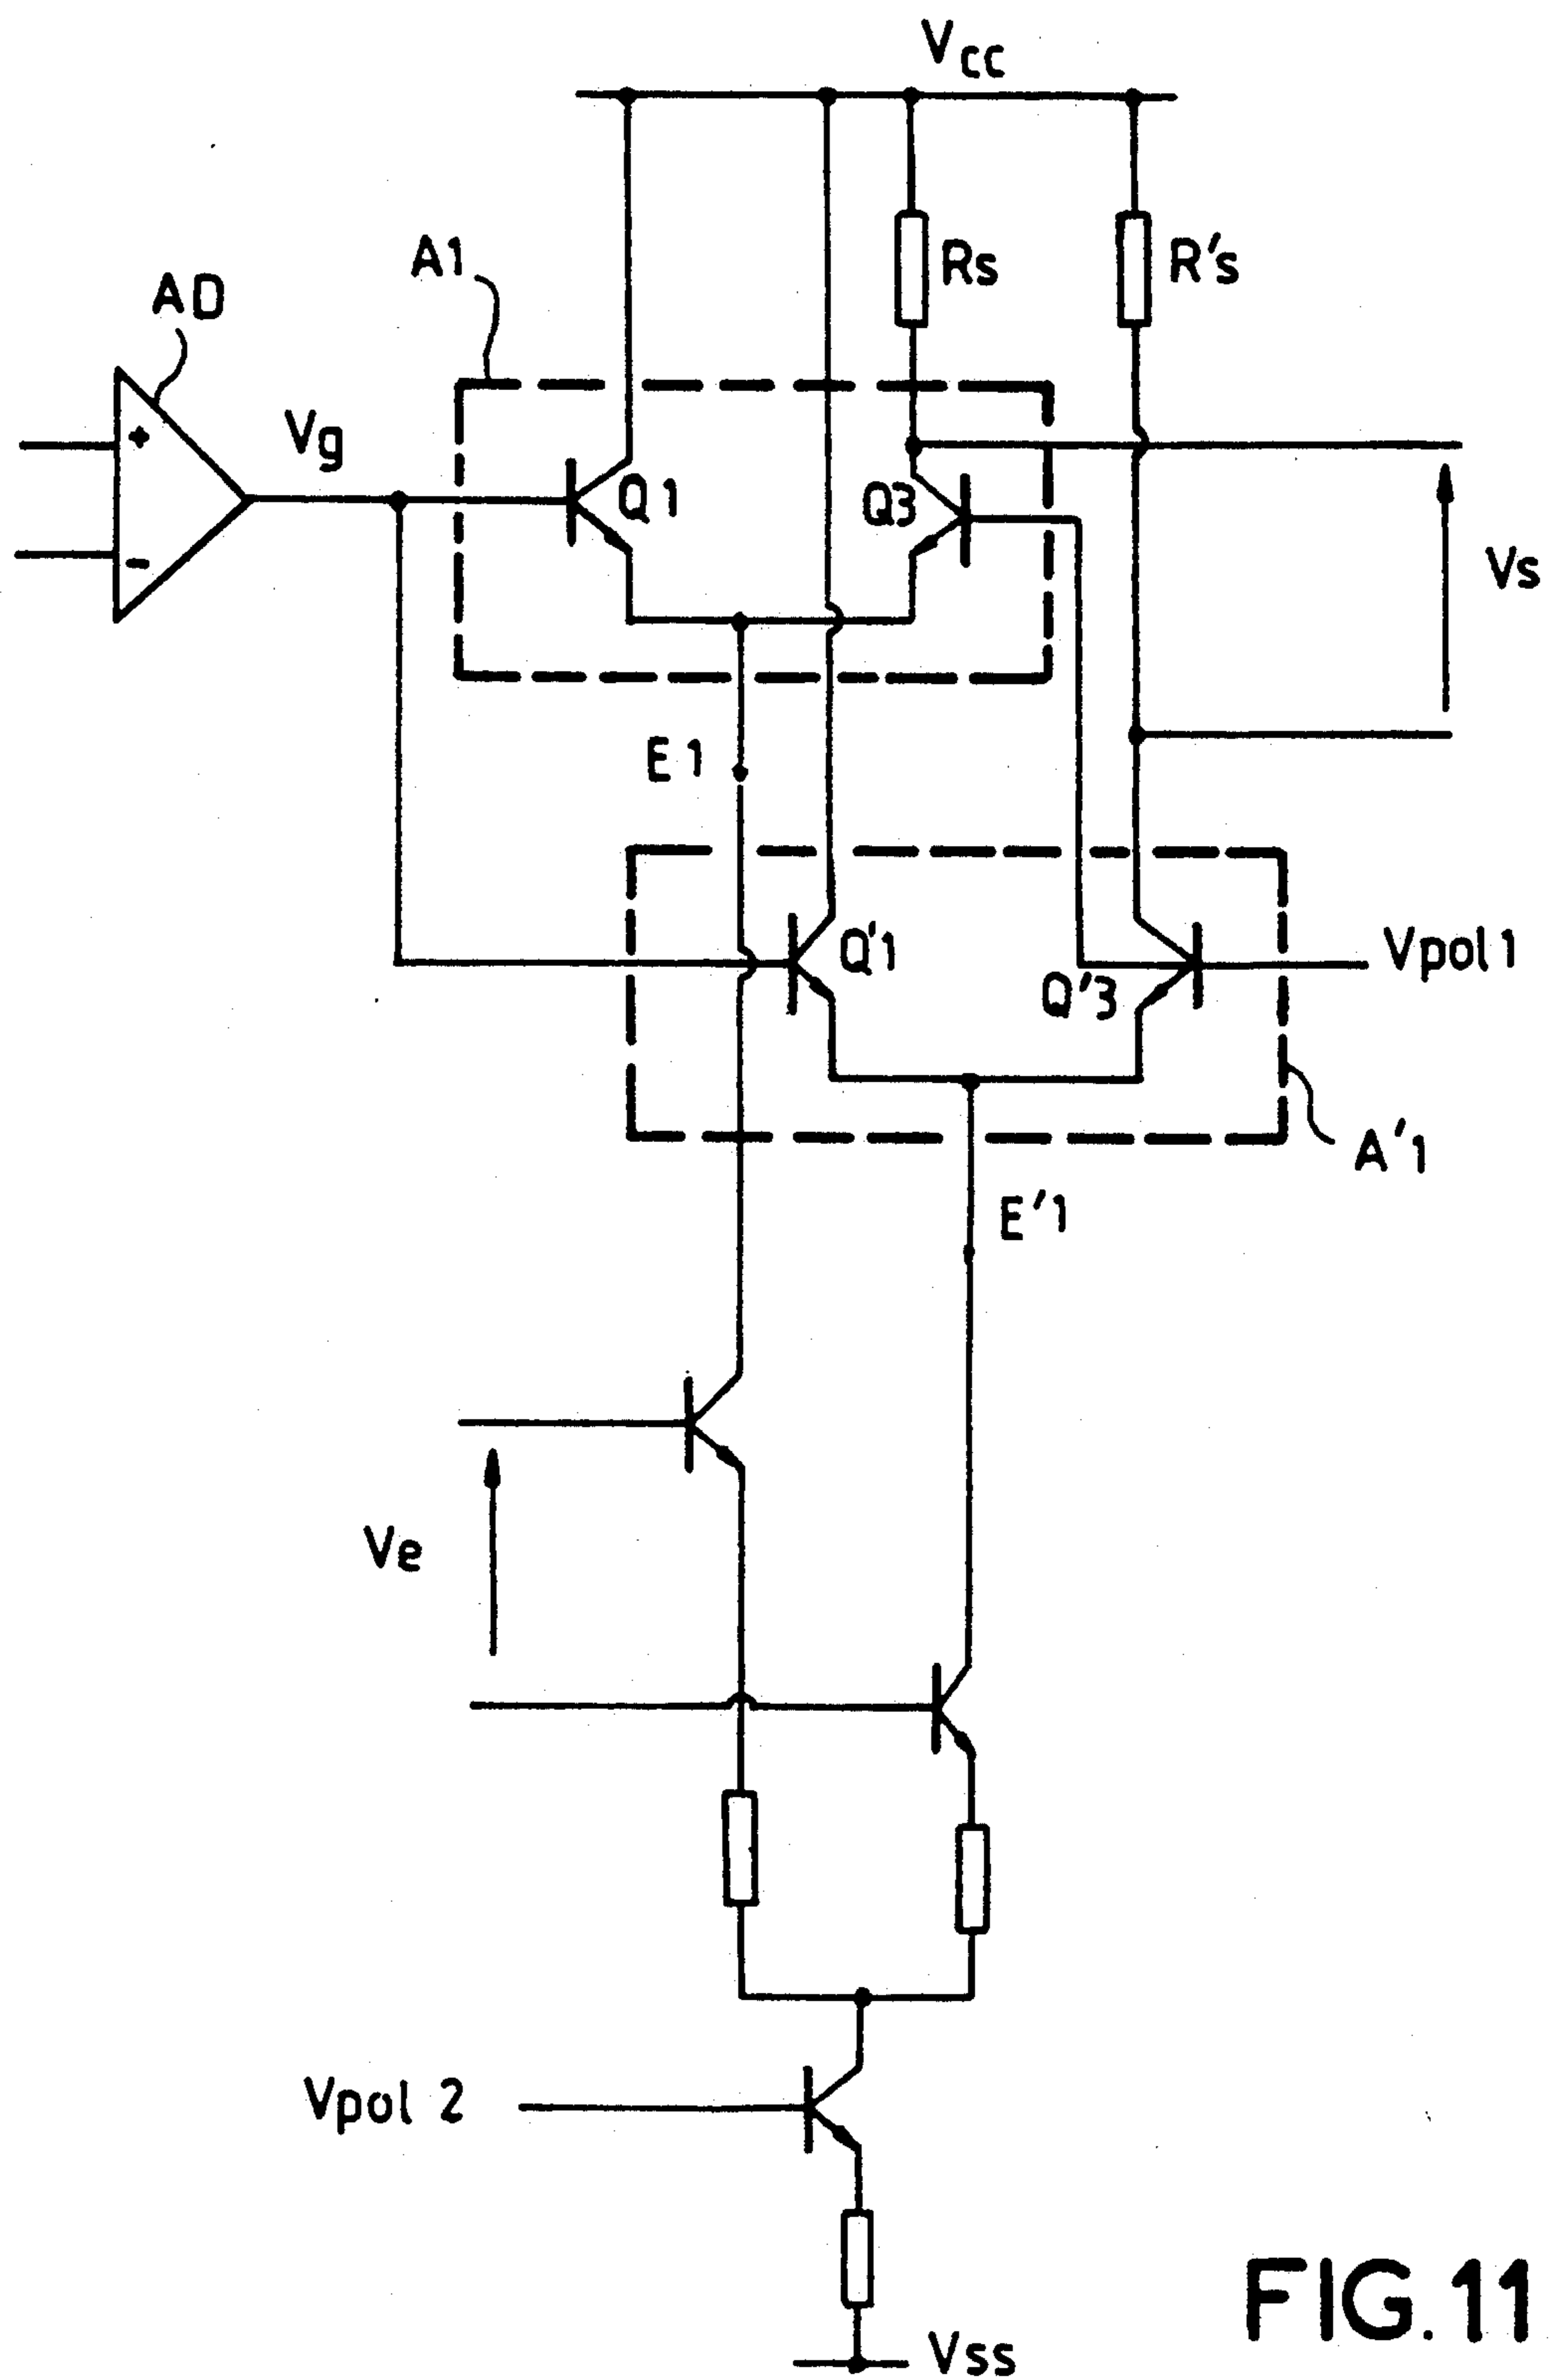 Vcc
A1
Rs
R's
AD
Vg
+
-
Q1
Q3
Vs
E1
Q'1
Q'3
Vpol1
A'1
E'1
Ve
Vpol 2
Vss
FIG.11